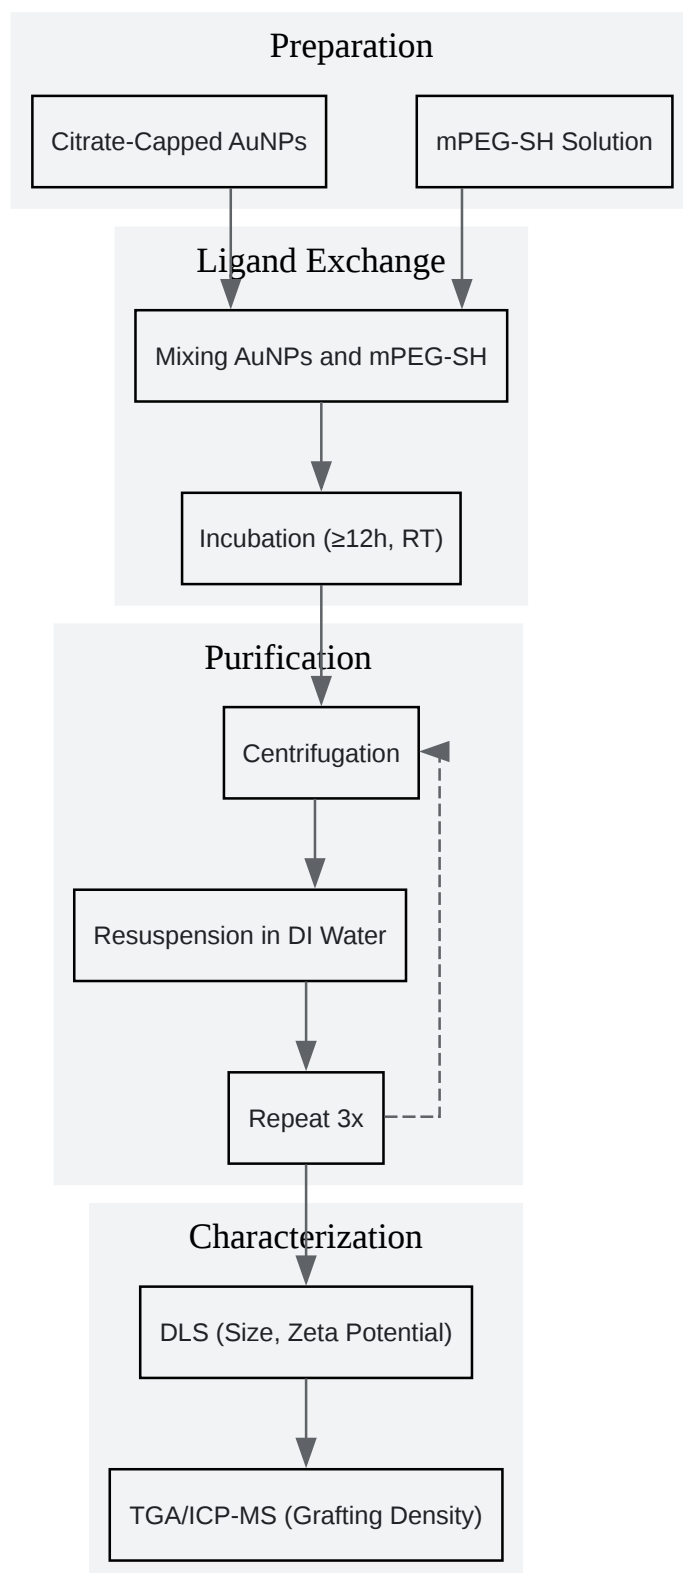 Preparation
Citrate-Capped AuNPs
mPEG-SH Solution
Ligand Exchange
Mixing AuNPs and mPEG-SH
Incubation (≥12h, RT)
Purification
Centrifugation
Resuspension in DI Water
Repeat 3x
Characterization
DLS (Size, Zeta Potential)
TGA/ICP-MS (Grafting Density)